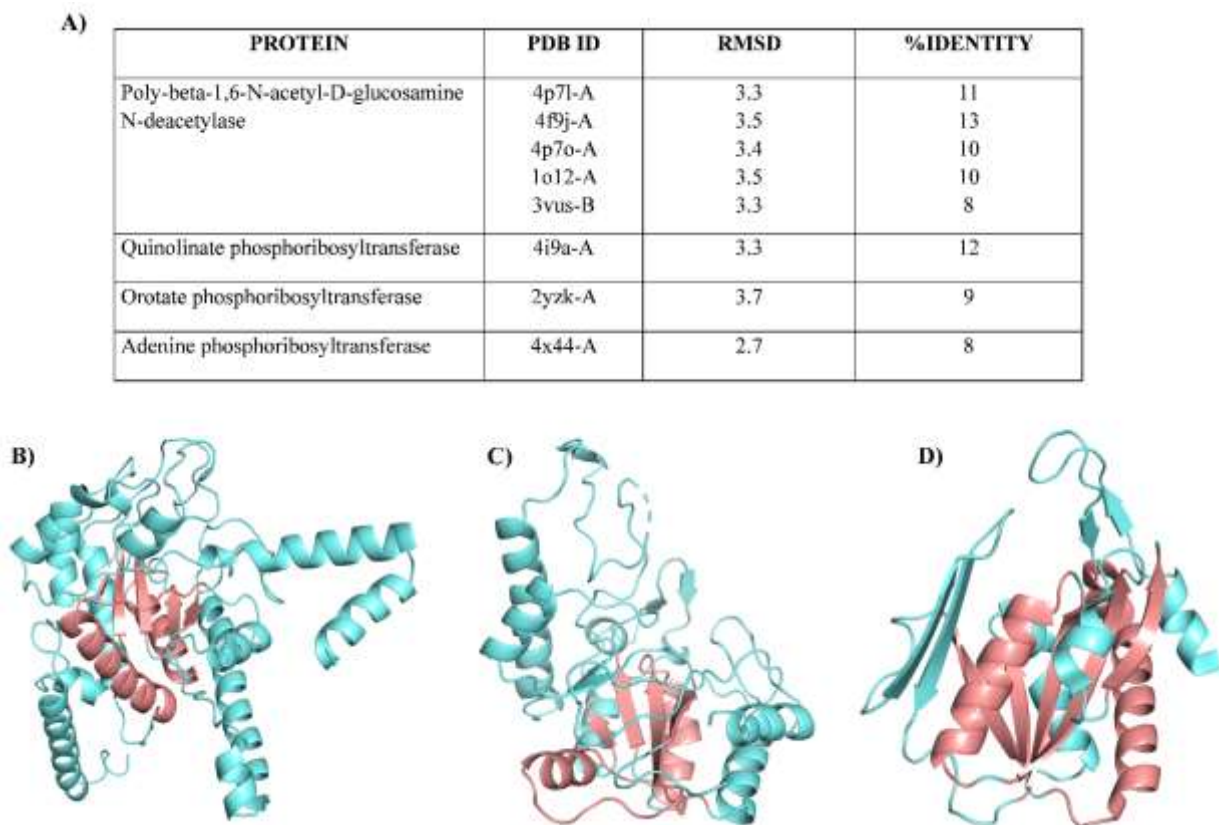 A)
PROTEIN PDB ID RMSD %IDENTITY
Poly-beta-1,6-N-acetyl-D-glucosamine 4p7l-A 3.3 11
N-deacetylase 4f9j-A 3.5 13
4p7o-A 3.4 10
1o12-A 3.5 10
3vus-B 3.3 8
Quinolinate phosphoribosyltransferase 4i9a-A 3.3 12
Orotate phosphoribosyltransferase 2yzk-A 3.7 9
Adenine phosphoribosyltransferase 4x44-A 2.7 8
B) C) D)